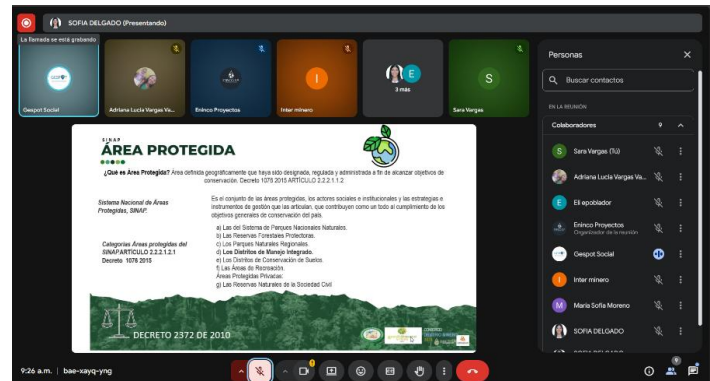 SOFIA DELGADO (Presentando)
La llamada se está grabando
Gespot Social
Adriana Lucía Vargas Va...
Eninco Proyectos
Inter minero
3 más
Sara Vargas
SINAP
ÁREA PROTEGIDA
¿Qué es Área Protegida? Área definida geográficamente que haya sido designada, regulada y administrada a fin de alcanzar objetivos de
conservación. Decreto 1076 2015 ARTÍCULO 2.2.2.1.1.2
Sistema Nacional de Áreas
Protegidas, SINAP.
Es el conjunto de las áreas protegidas, los actores sociales e institucionales y las estrategias e
instrumentos de gestión que las articulan, que contribuyen como un todo al cumplimiento de los
objetivos generales de conservación del país.
Categorías Áreas protegidas del
SINAP ARTÍCULO 2.2.2.1.2.1
Decreto 1076 2015
a) Las del Sistema de Parques Nacionales Naturales.
b) Las Reservas Forestales Protectoras.
c) Los Parques Naturales Regionales.
d) Los Distritos de Manejo Integrado.
e) Los Distritos de Conservación de Suelos.
f) Las Áreas de Recreación.
Áreas Protegidas Privadas:
g) Las Reservas Naturales de la Sociedad Civil
DECRETO 2372 DE 2010
Personas
Buscar contactos
EN LA REUNIÓN
Colaboradores 9
Sara Vargas (Tú)
Adriana Lucía Vargas Va...
Eli epoblador
Eninco Proyectos
Organizador de la reunión
Gespot Social
Inter minero
María Sofía Moreno
SOFIA DELGADO
SOFIA DELGADO
9:26 a.m. | bae-xayq-yng
9